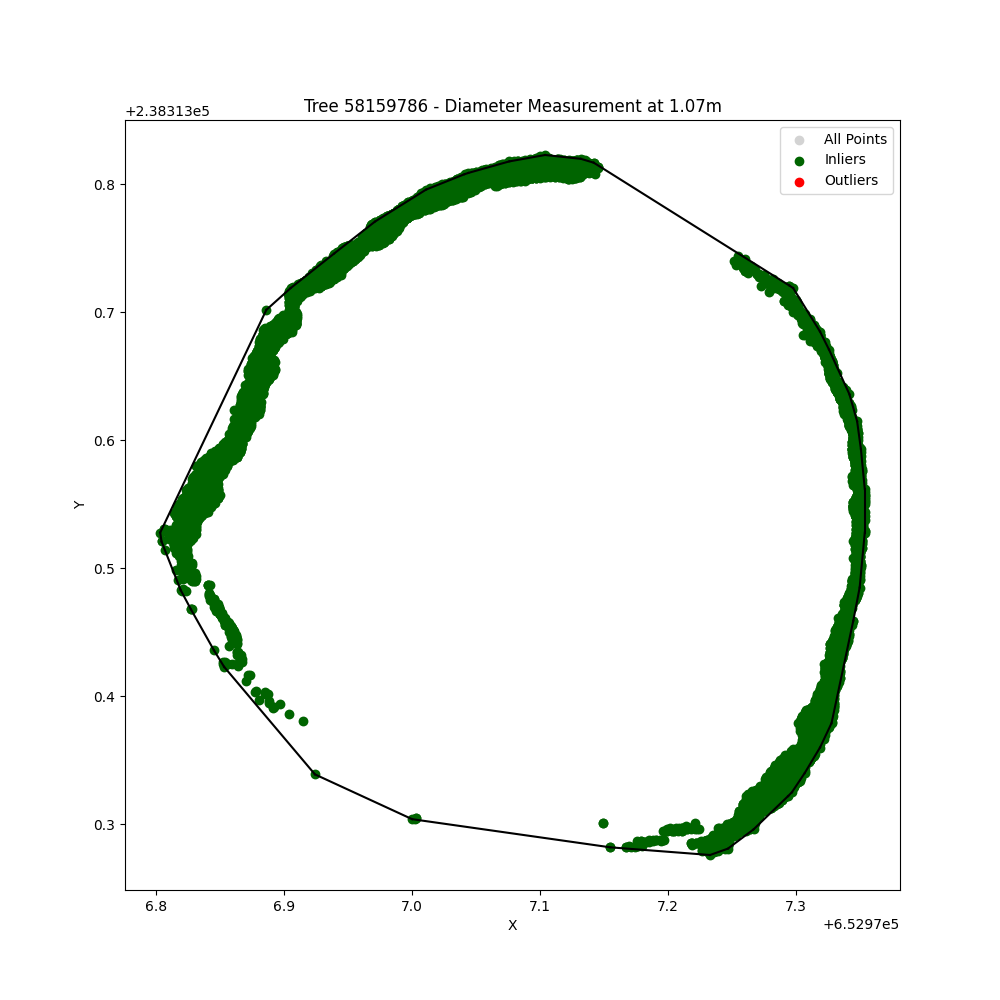 Tree 58159786 - Diameter Measurement at 1.07m
+2.38313e5
All Points
Inliers
Outliers
0.8
0.7
0.6
0.5
0.4
0.3
Y
6.8 6.9 7.0 7.1 7.2 7.3
X
+6.5297e5